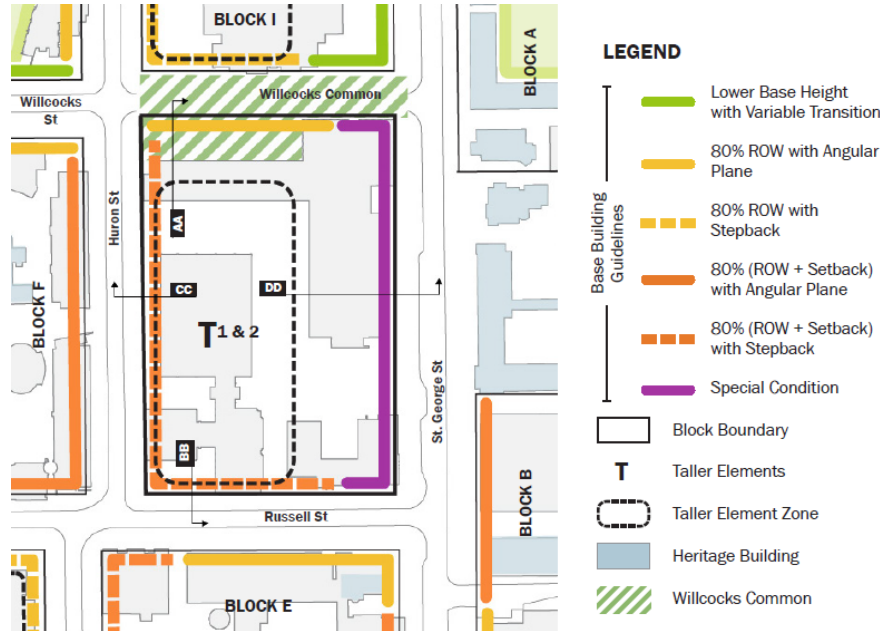 BLOCK I
BLOCK A
Willcocks Common
Willcocks
St
Huron St
AA
CC
DD
T1 & 2
BLOCK F
St. George St
BB
Russell St
BLOCK B
BLOCK E
LEGEND
Base Building
Guidelines
Lower Base Height
with Variable Transition
80% ROW with Angular
Plane
80% ROW with
Stepback
80% (ROW + Setback)
with Angular Plane
80% (ROW + Setback)
with Stepback
Special Condition
Block Boundary
T Taller Elements
Taller Element Zone
Heritage Building
Willcocks Common